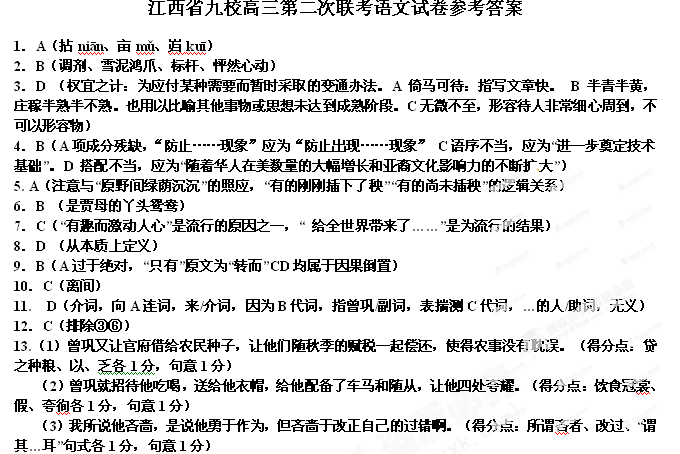 江西省九校高三第二次联考语文试卷参考答案
1. A（拈 niān、亩 mǔ、岿 kuī）
2. B（调剂、雪泥鸿爪、标杆、怦然心动）
3. D （权宜之计：为应付某种需要而暂时采取的变通办法。 A 倚马可待：指写文章快。 B 半青半黄，
庄稼半熟半不熟。也用以比喻其他事物或思想未达到成熟阶段。C 无微不至，形容待人非常细心周到，不
可以形容物）
4. B（A 项成分残缺，“防止……现象”应为“防止出现……现象” C 语序不当，应为“进一步奠定技术
基础”。D 搭配不当，应为“随着华人在美数量的大幅增长和亚裔文化影响力的不断扩大”）
5. A（注意与“原野间绿荫沉沉”的照应，“有的刚刚插下了秧”“有的尚未插秧”的逻辑关系）
6. B （是贾母的丫头鸳鸯）
7. C（“有趣而激动人心”是流行的原因之一，“ 给全世界带来了……”是为流行的结果）
8. D （从本质上定义）
9. B（A 过于绝对，“只有”原文为“转而”CD 均属于因果倒置）
10. C（离间）
11. D（介词，向 A 连词，来/介词，因为 B 代词，指曾巩/副词，表揣测 C 代词，…的人/助词，无义）
12. C（排除③⑥）
13.（1）曾巩又让官府借给农民种子，让他们随秋季的赋税一起偿还，使得农事没有耽误。（得分点：贷
之种粮、以、乏各 1 分，句意 1 分）
（2）曾巩就招待他吃喝，送给他衣帽，给他配备了车马和随从，让他四处夸耀。（得分点：饮食冠裳、
假、夸徇各 1 分，句意 1 分）
（3）我所说他吝啬，是说他勇于作为，但吝啬于改正自己的过错啊。（得分点：所谓吝者、改过、“谓
其…耳”句式各 1 分，句意 1 分）